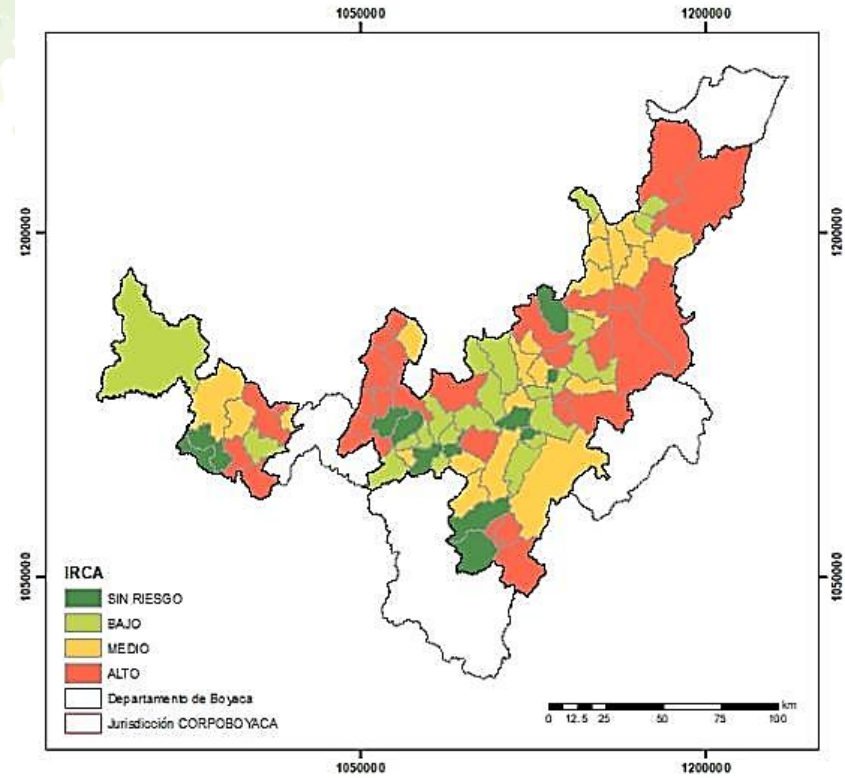 1050000 1200000
1200000 1200000
IRCA
SIN RIESGO
BAJO
MEDIO
ALTO
Departamento de Boyaca
Jurisdicción CORPOBOYACA
1050000 1050000
km
0 12.5 25 50 75 100
1050000 1200000